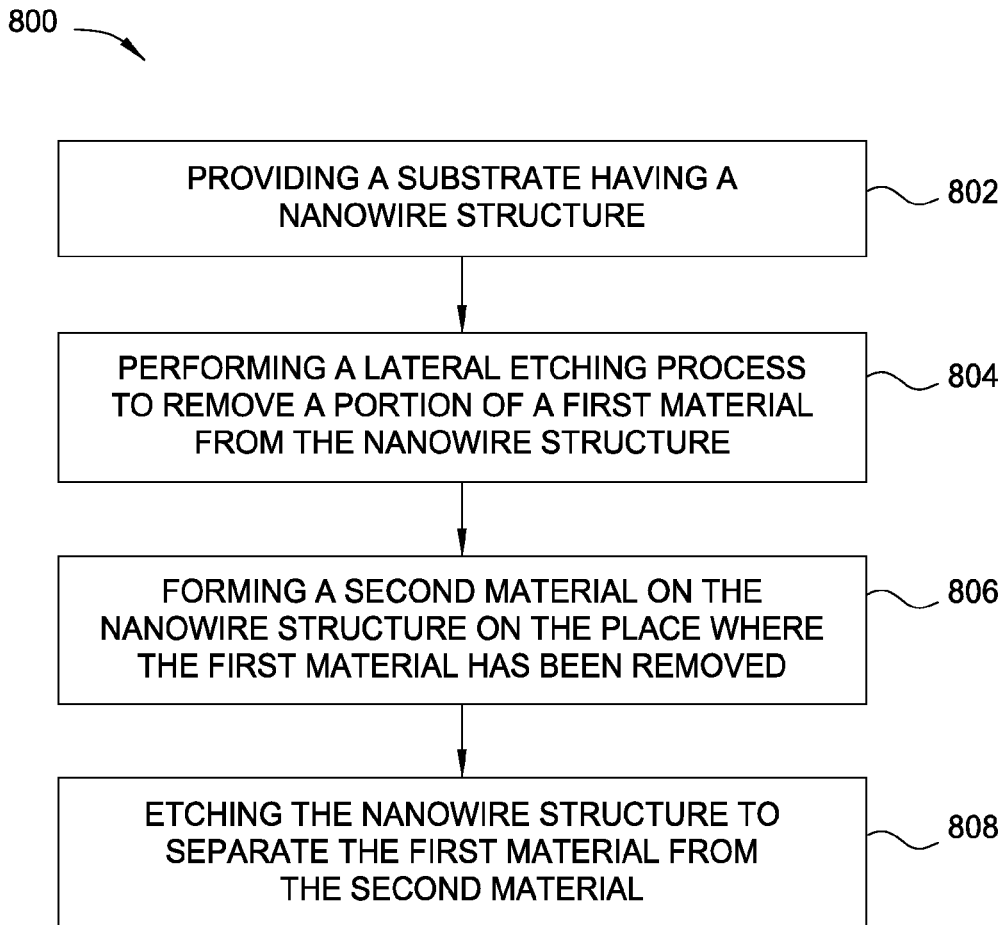 800
PROVIDING A SUBSTRATE HAVING A
NANOWIRE STRUCTURE
802
PERFORMING A LATERAL ETCHING PROCESS
TO REMOVE A PORTION OF A FIRST MATERIAL
FROM THE NANOWIRE STRUCTURE
804
FORMING A SECOND MATERIAL ON THE
NANOWIRE STRUCTURE ON THE PLACE WHERE
THE FIRST MATERIAL HAS BEEN REMOVED
806
ETCHING THE NANOWIRE STRUCTURE TO
SEPARATE THE FIRST MATERIAL FROM
THE SECOND MATERIAL
808